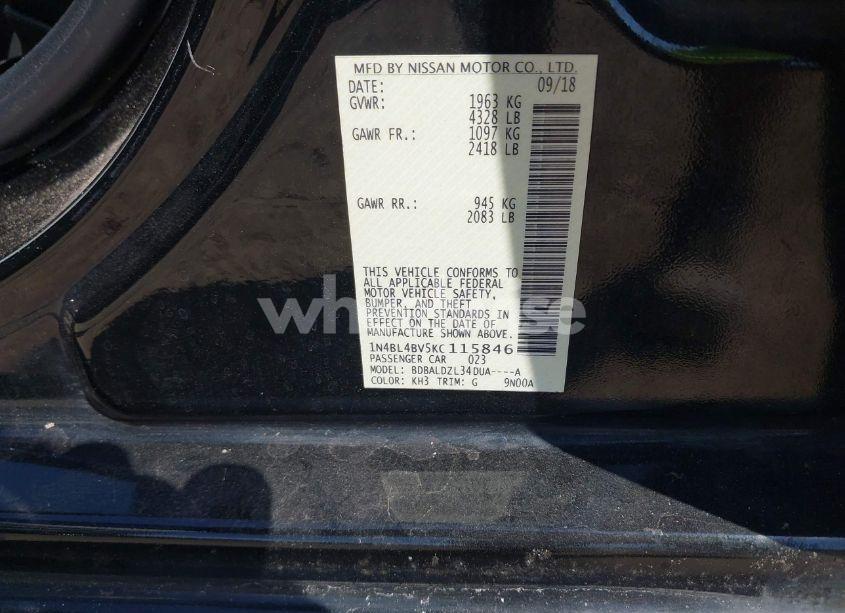 MFD BY NISSAN MOTOR CO., LTD.
DATE: 09/18
GVWR: 1963 KG
4328 LB
GAWR FR.: 1097 KG
2418 LB
GAWR RR.: 945 KG
2083 LB
THIS VEHICLE CONFORMS TO
ALL APPLICABLE FEDERAL
MOTOR VEHICLE SAFETY,
BUMPER, AND THEFT
PREVENTION STANDARDS IN
EFFECT ON THE DATE OF
MANUFACTURE SHOWN ABOVE.
1N4BL4BV5KC115846
PASSENGER CAR 023
MODEL: BDBALDZL34DUA----A
COLOR: KH3 TRIM: G 9N00A